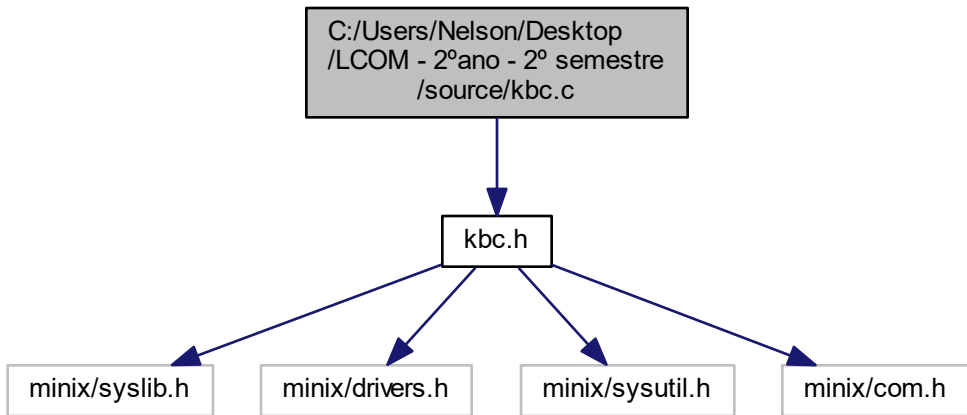 C:/Users/Nelson/Desktop
/LCOM - 2ºano - 2º semestre
/source/kbc.c
kbc.h
minix/syslib.h
minix/drivers.h
minix/sysutil.h
minix/com.h